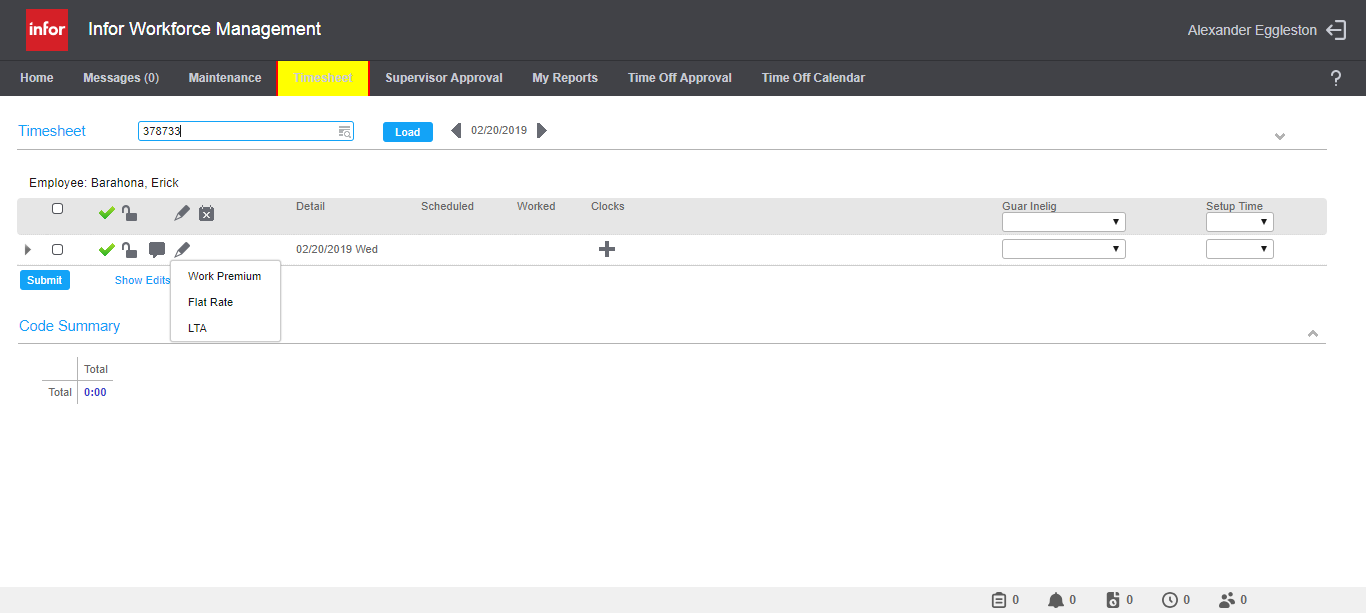 infor Infor Workforce Management Alexander Eggleston
Home Messages (0) Maintenance Timesheet Supervisor Approval My Reports Time Off Approval Time Off Calendar ?
Timesheet 378733 Load 02/20/2019
Employee: Barahona, Erick
Detail Scheduled Worked Clocks Guar Inelig Setup Time
02/20/2019 Wed
Submit Show Edits
Work Premium
Flat Rate
LTA
Code Summary
Total
Total 0:00
0 0 0 0 0